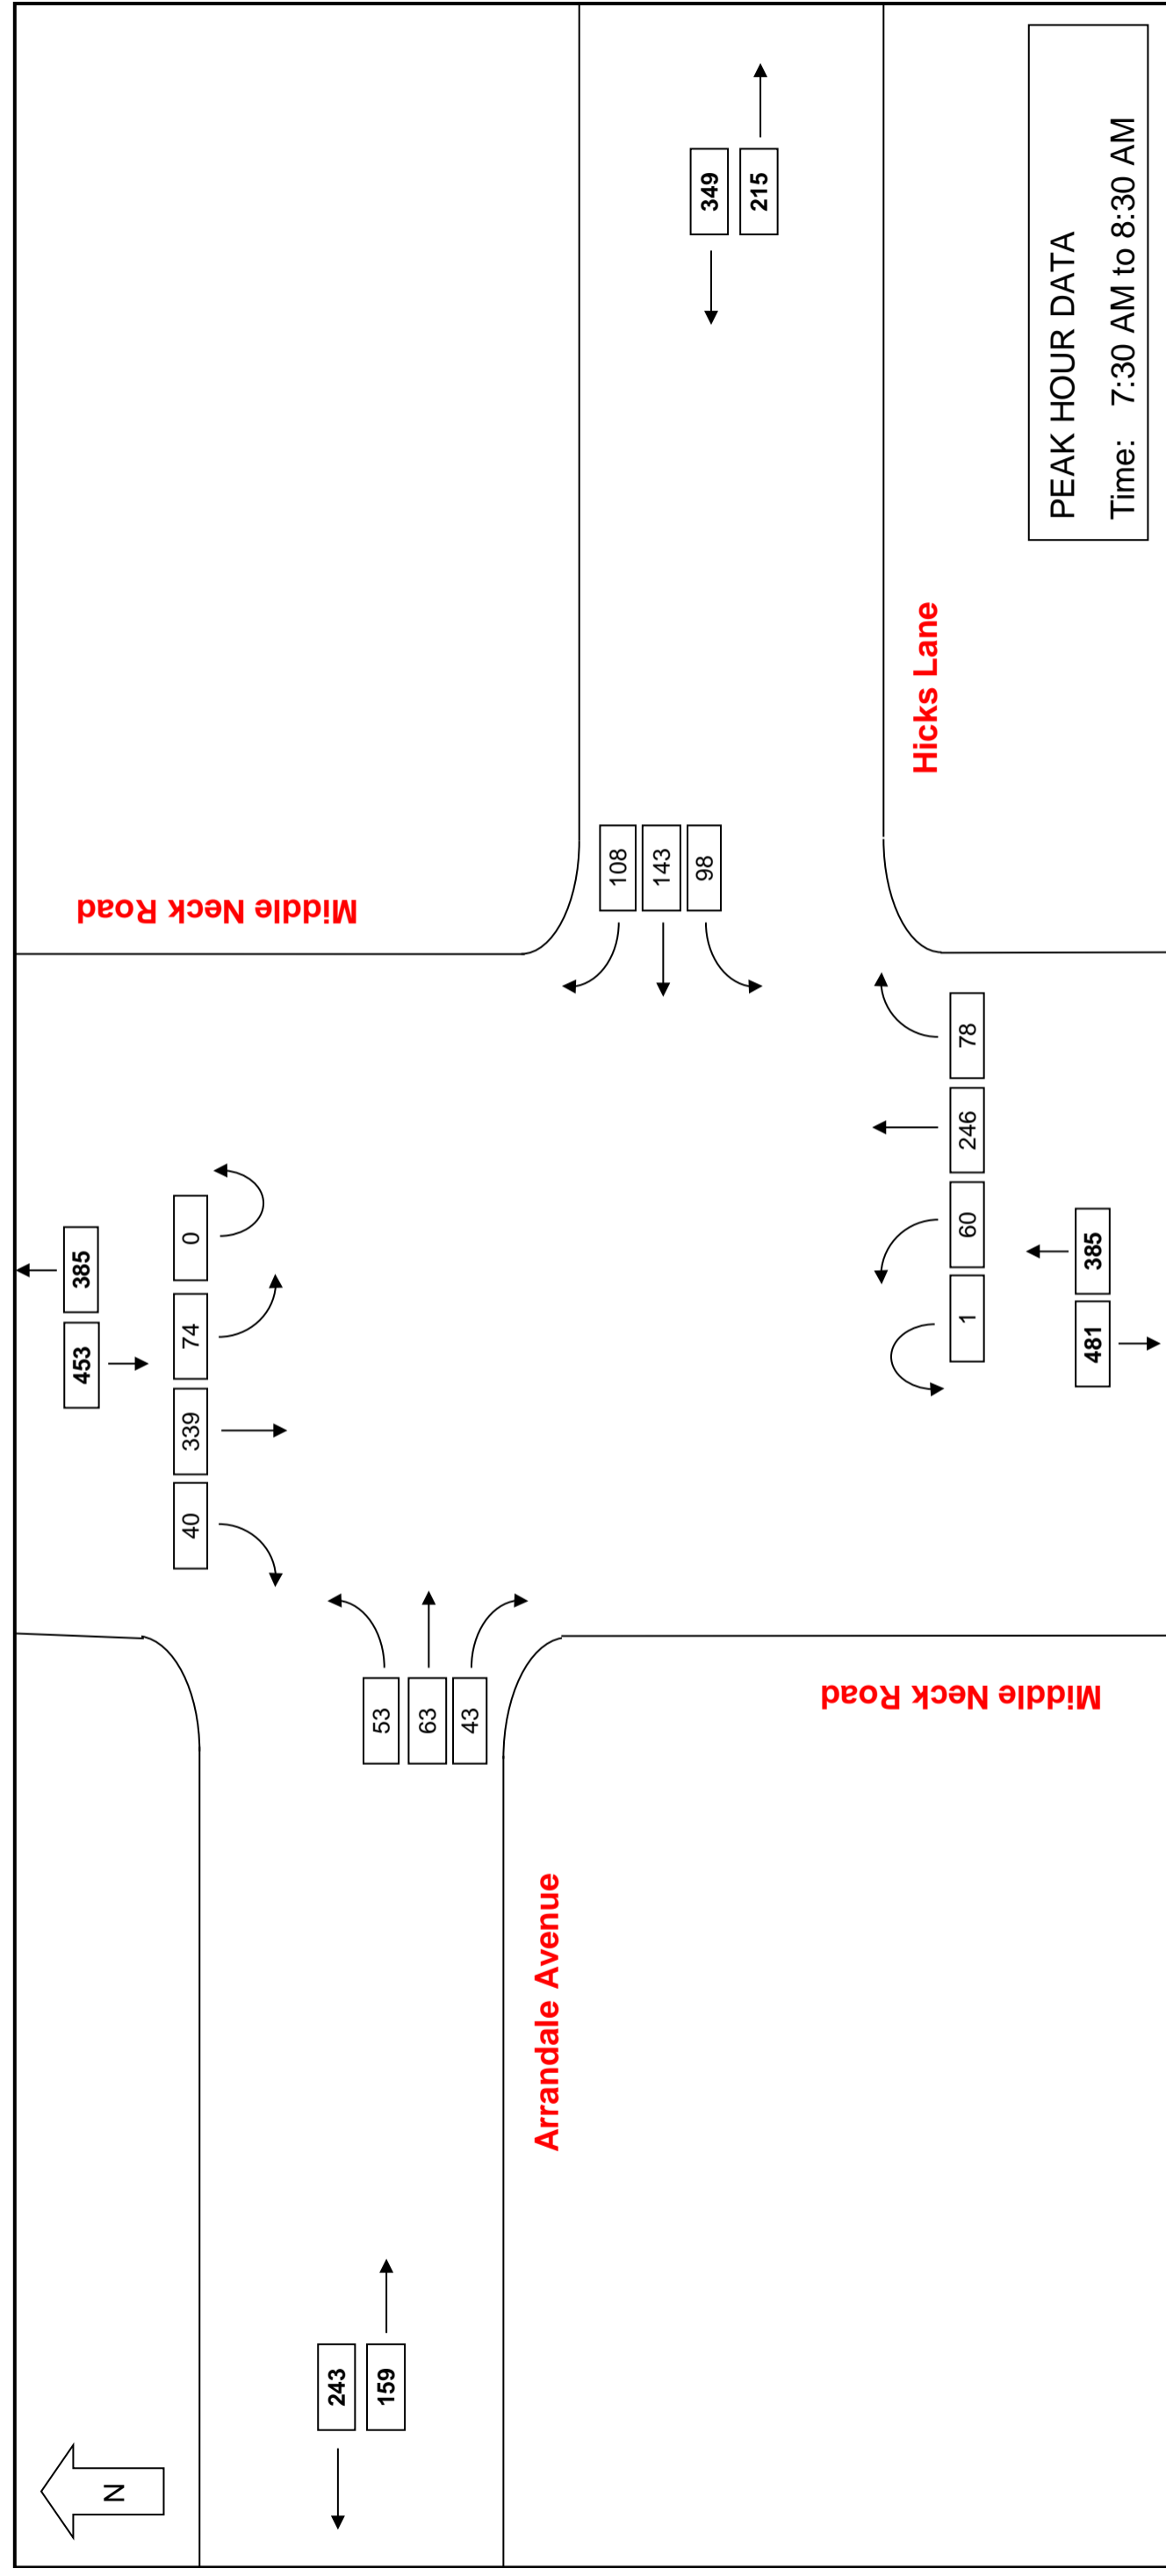 N
453 385
40 339 74 0
Middle Neck Road
243
159
53
63
43
Arrandale Avenue
108
143
98
349
215
Hicks Lane
Middle Neck Road
1 60 246 78
481 385
PEAK HOUR DATA
Time: 7:30 AM to 8:30 AM